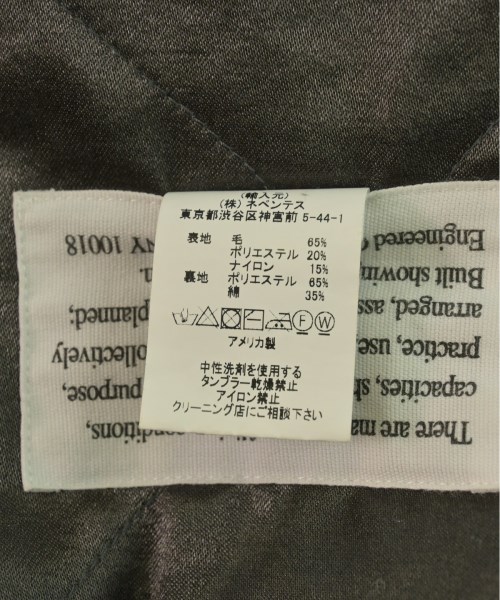 (輸入元)
(株) ネペンテス
東京都渋谷区神宮前 5-44-1
表地 毛 65%
ポリエステル 20%
ナイロン 15%
裏地 ポリエステル 65%
綿 35%
F W
アメリカ製
中性洗剤を使用する
タンブラー乾燥禁止
アイロン禁止
クリーニング店にご相談下さい
There are ma conditions,
capacities, sh purpose,
practice, use ollectively
arranged, ass planned;
Built showin n.
Engineered NY 10018